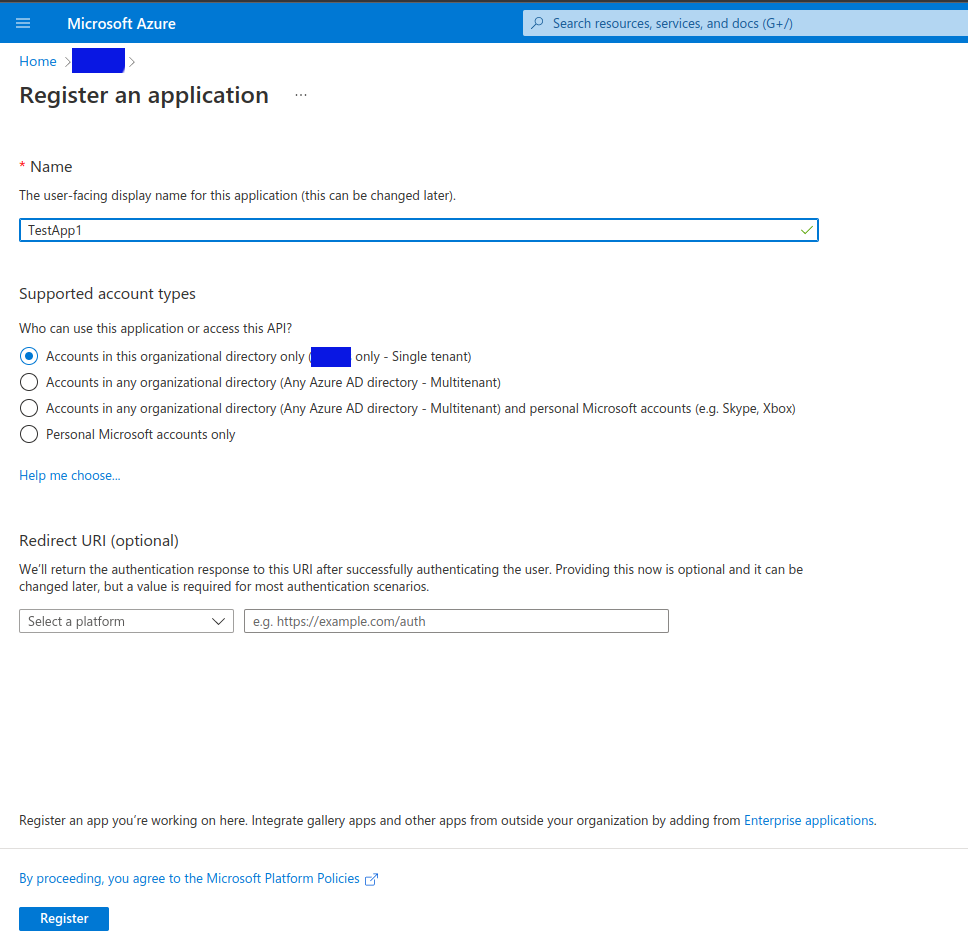 Microsoft Azure
Search resources, services, and docs (G+/)
Home
Register an application ...
* Name
The user-facing display name for this application (this can be changed later).
TestApp1
Supported account types
Who can use this application or access this API?
Accounts in this organizational directory only ( only - Single tenant)
Accounts in any organizational directory (Any Azure AD directory - Multitenant)
Accounts in any organizational directory (Any Azure AD directory - Multitenant) and personal Microsoft accounts (e.g. Skype, Xbox)
Personal Microsoft accounts only
Help me choose...
Redirect URI (optional)
We'll return the authentication response to this URI after successfully authenticating the user. Providing this now is optional and it can be
changed later, but a value is required for most authentication scenarios.
Select a platform
e.g. https://example.com/auth
Register an app you're working on here. Integrate gallery apps and other apps from outside your organization by adding from Enterprise applications.
By proceeding, you agree to the Microsoft Platform Policies
Register